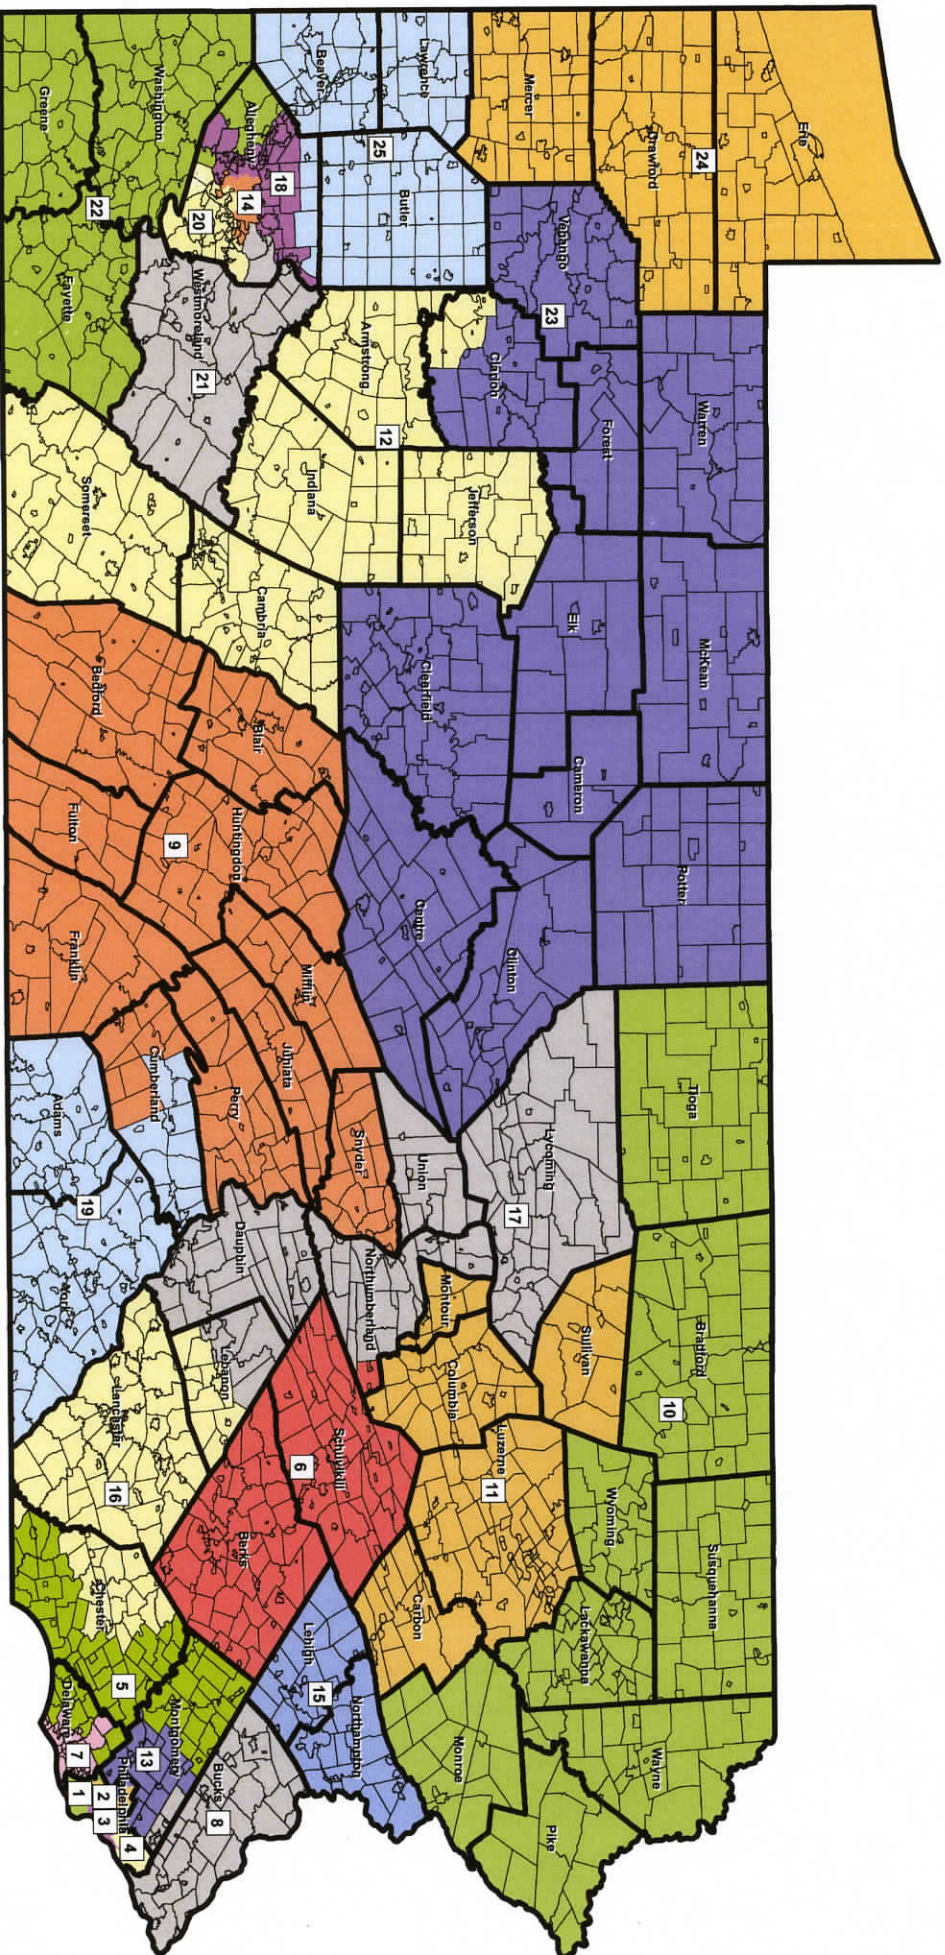 Erie
24
Crawford
Mercer
Lawrence
Beaver
25
Butler
Venango
23
Warren
Forest
Clarion
McKean
Elk
Cameron
Potter
Jefferson
Clearfield
Clinton
Centre
Armstrong
12
Indiana
Cambria
Somerset
Allegheny
18
14
20
Westmoreland
21
Washington
Greene
22
Fayette
Bedford
Blair
Huntingdon
9
Fulton
Franklin
Mifflin
Juniata
Perry
Snyder
Cumberland
Adams
19
York
Tioga
Bradford
10
Susquehanna
Wayne
Wyoming
Lackawanna
Pike
Monroe
Lycoming
17
Union
Northumberland
Dauphin
Lebanon
Sullivan
Montour
Columbia
Luzerne
11
Carbon
Schuylkill
6
Berks
Lancaster
16
Chester
Lehigh
15
Northampton
Bucks
8
Montgomery
13
5
Delaware
7
Philadelphia
1
2
3
4